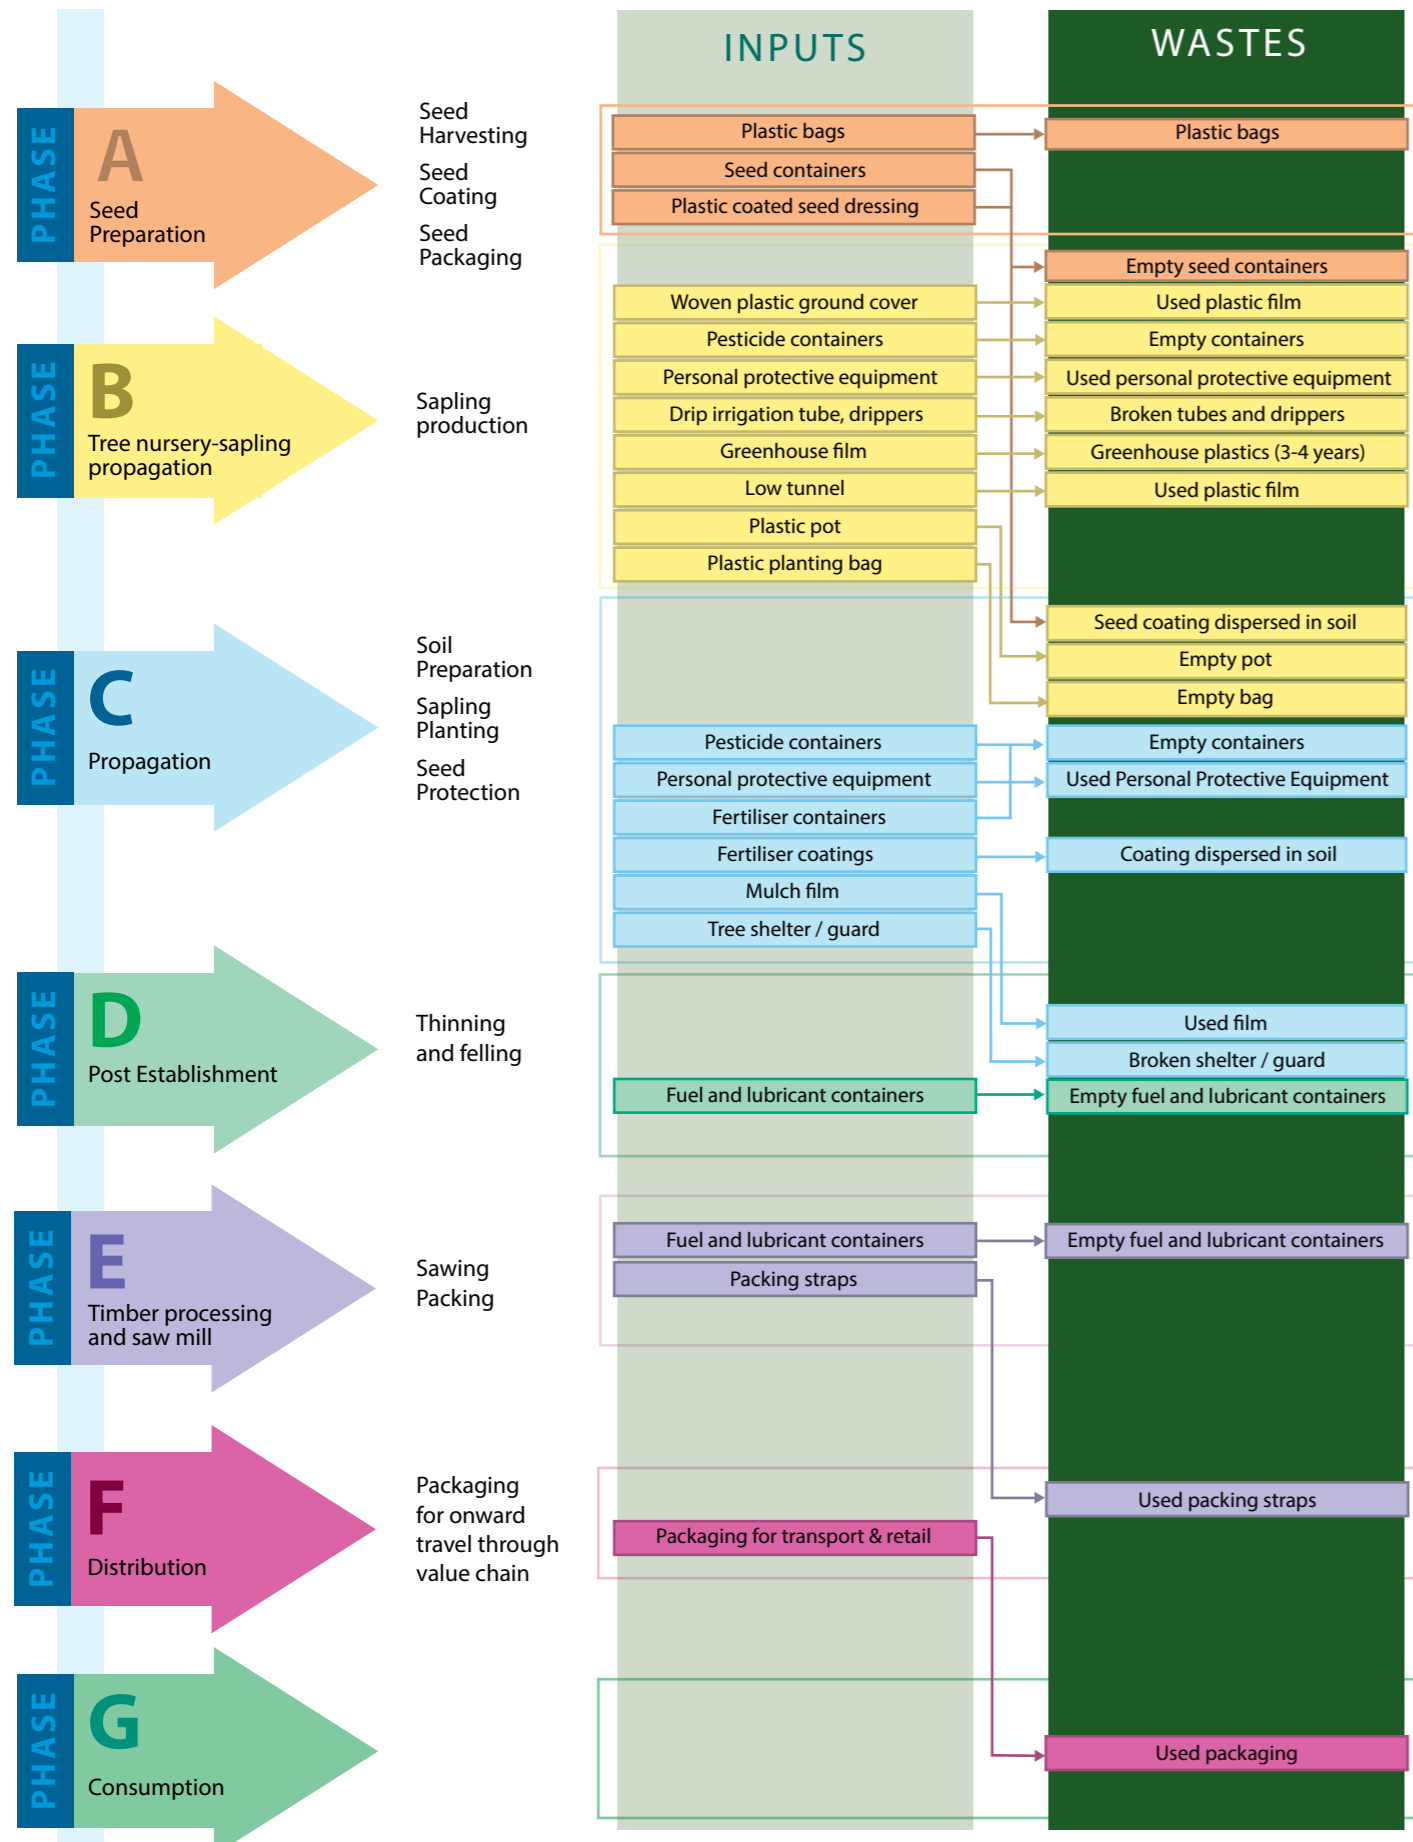 INPUTS
WASTES
PHASE
A
Seed
Preparation
Seed
Harvesting
Seed
Coating
Seed
Packaging
Plastic bags
Plastic bags
Seed containers
Plastic coated seed dressing
Empty seed containers
PHASE
B
Tree nursery-sapling
propagation
Sapling
production
Woven plastic ground cover
Used plastic film
Pesticide containers
Empty containers
Personal protective equipment
Used personal protective equipment
Drip irrigation tube, drippers
Broken tubes and drippers
Greenhouse film
Greenhouse plastics (3-4 years)
Low tunnel
Used plastic film
Plastic pot
Plastic planting bag
PHASE
C
Propagation
Soil
Preparation
Sapling
Planting
Seed
Protection
Seed coating dispersed in soil
Empty pot
Empty bag
Pesticide containers
Empty containers
Personal protective equipment
Used Personal Protective Equipment
Fertiliser containers
Fertiliser coatings
Coating dispersed in soil
Mulch film
Tree shelter / guard
PHASE
D
Post Establishment
Thinning
and felling
Used film
Broken shelter / guard
Fuel and lubricant containers
Empty fuel and lubricant containers
PHASE
E
Timber processing
and saw mill
Sawing
Packing
Fuel and lubricant containers
Empty fuel and lubricant containers
Packing straps
PHASE
F
Distribution
Packaging
for onward
travel through
value chain
Used packing straps
Packaging for transport & retail
PHASE
G
Consumption
Used packaging